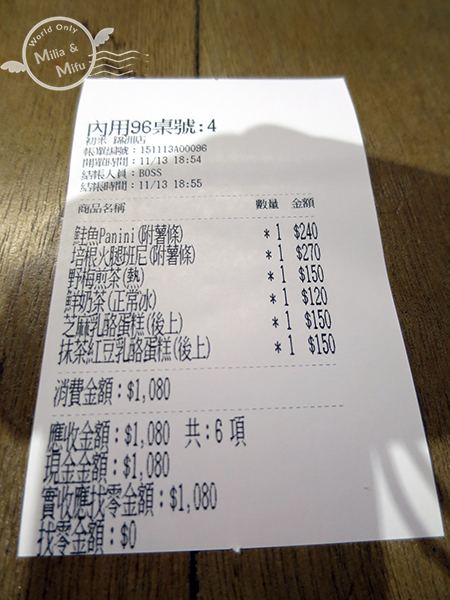 World Only
Milia &
Mifu
內用96桌號:4
初米 錦洲店
帳單編號：151113A00096
開單時間：11/13 18:54
結帳人員：BOSS
結帳時間：11/13 18:55
商品名稱 數量 金額
鮭魚Panini(附薯條) *1 $240
培根火腿班尼(附薯條) *1 $270
野莓煎茶(熱) *1 $150
鮮奶茶(正常冰) *1 $120
芝麻乳酪蛋糕(後上) *1 $150
抹茶紅豆乳酪蛋糕(後上) *1 $150
消費金額：$1,080
應收金額：$1,080 共：6 項
現金金額：$1,080
實收應找零金額：$1,080
找零金額：$0